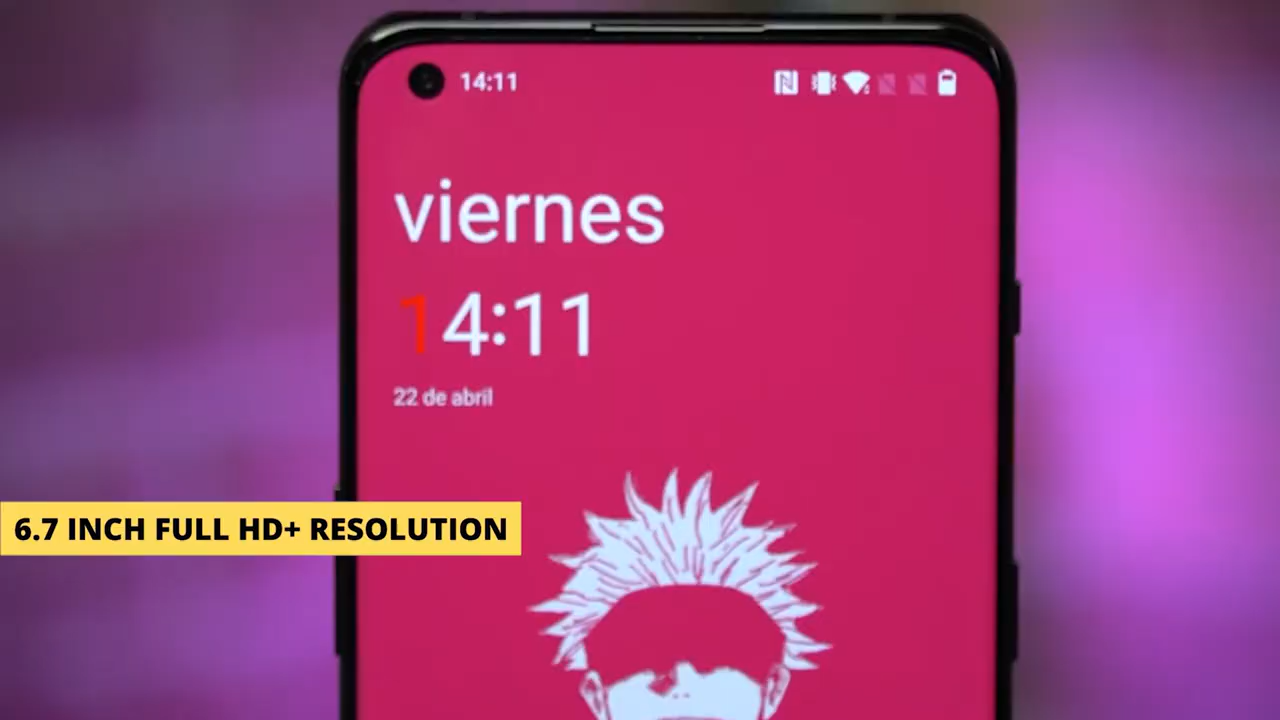 14:11
viernes
14:11
22 de abril
6.7 INCH FULL HD+ RESOLUTION